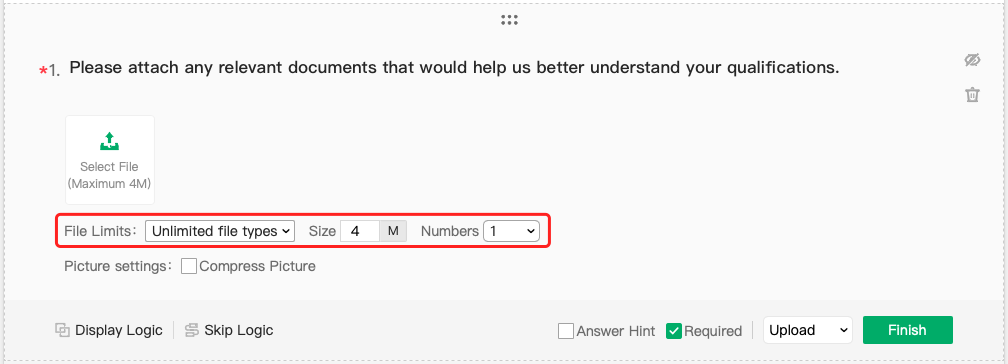 *1. Please attach any relevant documents that would help us better understand your qualifications.
Select File
(Maximum 4M)
File Limits: Unlimited file types Size 4 M Numbers 1
Picture settings: Compress Picture
Display Logic Skip Logic Answer Hint Required Upload Finish